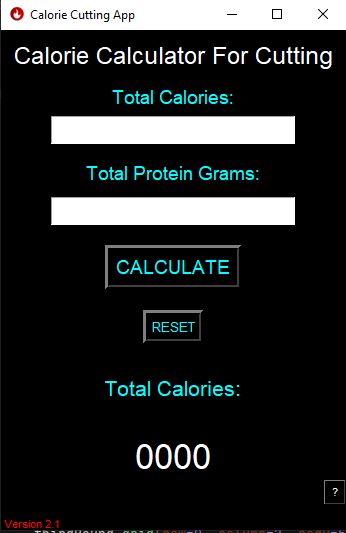 Calorie Cutting App
Calorie Calculator For Cutting
Total Calories:
Total Protein Grams:
CALCULATE
RESET
Total Calories:
0000
?
Version 2.1